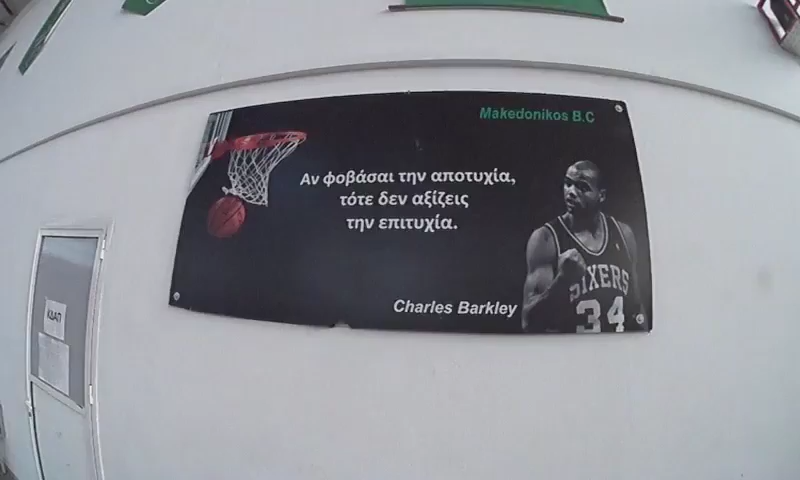 Makedonikos B.C
Αν φοβάσαι την αποτυχία,
τότε δεν αξίζεις
την επιτυχία.
Charles Barkley
SIXERS
34